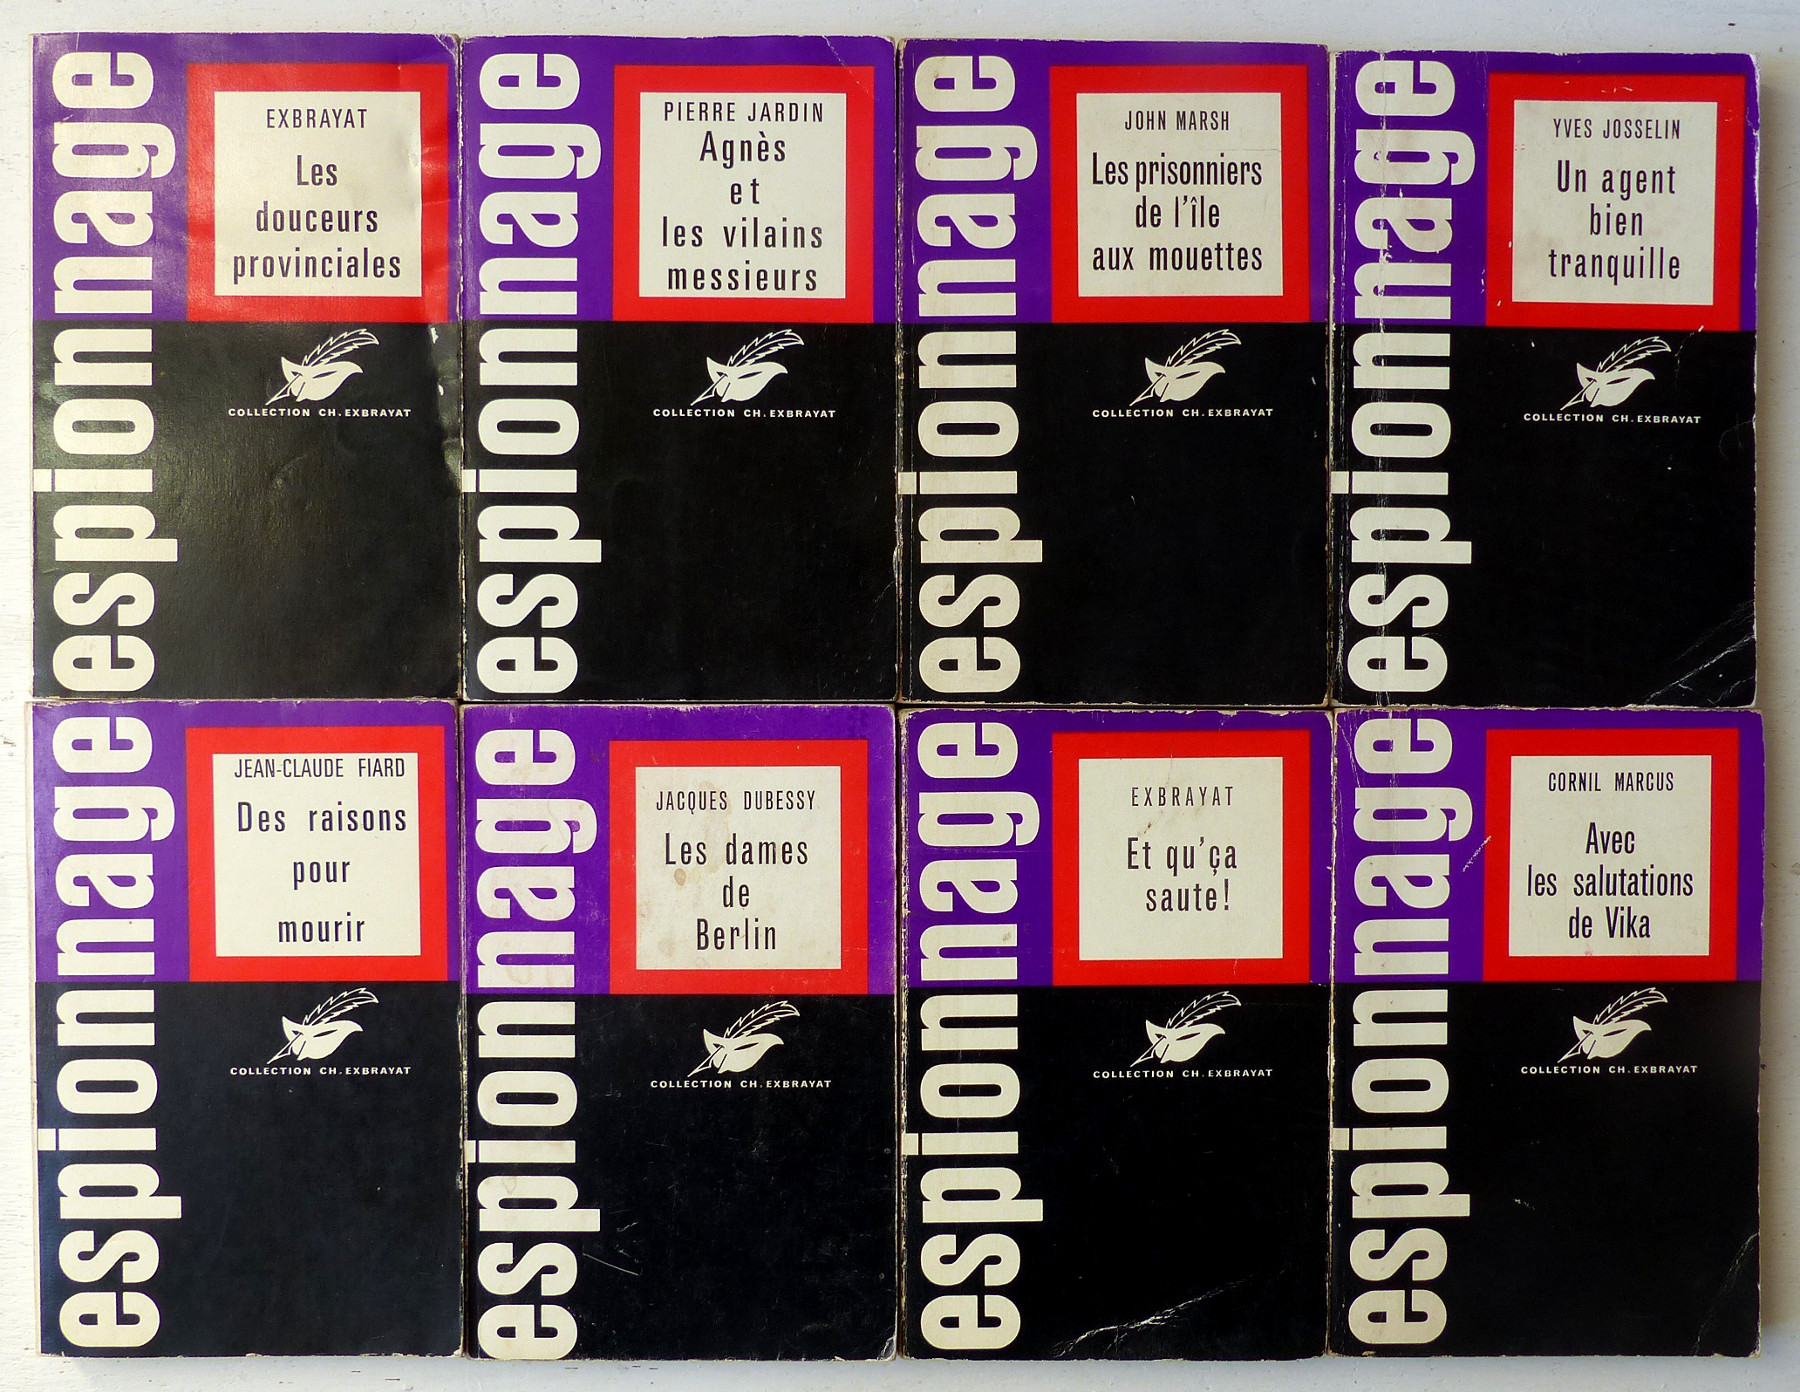 espionnage
EXBRAYAT
Les
douceurs
provinciales
COLLECTION CH. EXBRAYAT
espionnage
PIERRE JARDIN
Agnès
et
les vilains
messieurs
COLLECTION CH. EXBRAYAT
espionnage
JOHN MARSH
Les prisonniers
de l'île
aux mouettes
COLLECTION CH. EXBRAYAT
espionnage
YVES JOSSELIN
Un agent
bien
tranquille
COLLECTION CH. EXBRAYAT
espionnage
JEAN-CLAUDE FIARD
Des raisons
pour
mourir
COLLECTION CH. EXBRAYAT
espionnage
JACQUES DUBESSY
Les dames
de
Berlin
COLLECTION CH. EXBRAYAT
espionnage
EXBRAYAT
Et qu'ça
saute!
COLLECTION CH. EXBRAYAT
espionnage
CORNIL MARCUS
Avec
les salutations
de Vika
COLLECTION CH. EXBRAYAT